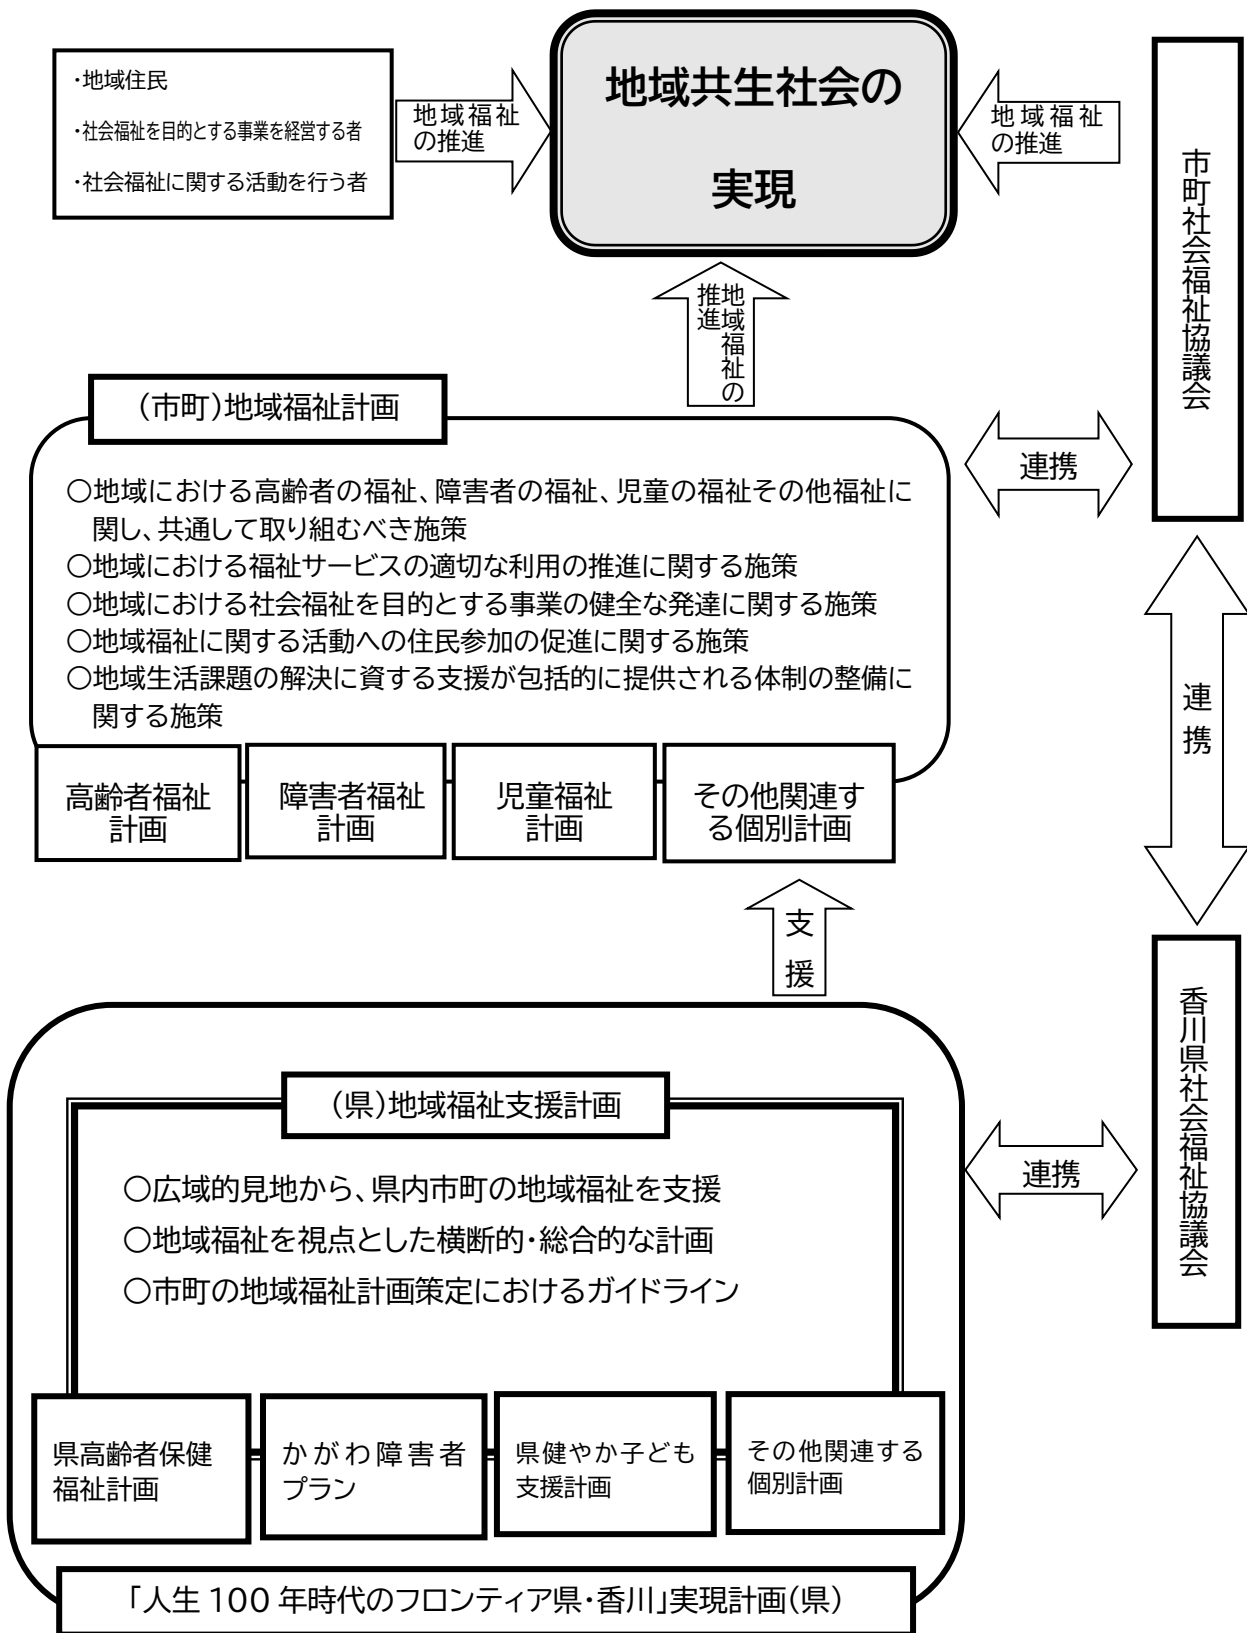 ・地域住民
・社会福祉を目的とする事業を経営する者
・社会福祉に関する活動を行う者
地域福祉
の推進
地域共生社会の
実現
地域福祉
の推進
市町社会福祉協議会
地域福祉の
推進
(市町)地域福祉計画
○地域における高齢者の福祉、障害者の福祉、児童の福祉その他福祉に
関し、共通して取り組むべき施策
○地域における福祉サービスの適切な利用の推進に関する施策
○地域における社会福祉を目的とする事業の健全な発達に関する施策
○地域福祉に関する活動への住民参加の促進に関する施策
○地域生活課題の解決に資する支援が包括的に提供される体制の整備に
関する施策
連携
高齢者福祉
計画
障害者福祉
計画
児童福祉
計画
その他関連す
る個別計画
連携
支援
香川県社会福祉協議会
(県)地域福祉支援計画
○広域的見地から、県内市町の地域福祉を支援
○地域福祉を視点とした横断的・総合的な計画
○市町の地域福祉計画策定におけるガイドライン
連携
県高齢者保健
福祉計画
かがわ障害者
プラン
県健やか子ども
支援計画
その他関連する
個別計画
「人生100年時代のフロンティア県・香川」実現計画(県)